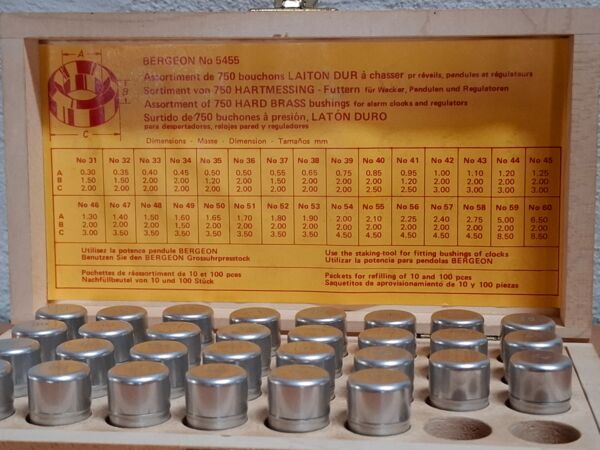 BERGEON No 5455
Assortiment de 750 bouchons LAITON DUR à chasser pr réveils, pendules et régulateurs
Sortiment von 750 HARTMESSING - Futtern für Wecker, Pendulen und Regulatoren
Assortment of 750 HARD BRASS bushings for alarm clocks and regulators
Surtido de 750 buchones à presión, LATON DURO
para despertadores, relojes pared y reguladores
A
B
C
Dimensions - Masse - Dimension - Tamaños mm
No 31 No 32 No 33 No 34 No 35 No 36 No 37 No 38 No 39 No 40 No 41 No 42 No 43 No 44 No 45
A 0.30 0.35 0.40 0.45 0.50 0.50 0.55 0.65 0.75 0.85 0.95 1.00 1.10 1.20 1.25
B 1.50 1.50 2.00 2.00 1.20 2.00 1.50 2.00 2.00 2.00 1.20 2.00 2.00 2.00 2.00
C 2.00 2.00 2.00 2.00 2.00 2.00 2.00 2.00 2.00 2.50 2.50 3.00 3.00 3.00 3.00
No 46 No 47 No 48 No 49 No 50 No 51 No 52 No 53 No 54 No 55 No 56 No 57 No 58 No 59 No 60
A 1.30 1.40 1.50 1.60 1.65 1.70 1.80 1.90 2.00 2.10 2.25 2.40 2.75 5.00 6.50
B 2.00 2.00 1.50 2.00 2.00 2.00 2.00 2.00 2.00 2.00 2.00 2.00 2.00 2.00 2.00
C 3.00 3.50 3.50 3.50 3.50 3.50 3.50 3.50 4.50 4.50 4.50 4.50 4.50 8.50 8.50
Utilisez la potence pendule BERGEON
Benutzen Sie den BERGEON Grossuhrpresstock
Use the staking-tool for fitting bushings of clocks
Utilizar la potencia para pendolas BERGEON
Pochettes de réassortiment de 10 et 100 pces
Nachfüllbeutel von 10 und 100 Stück
Packets for refilling of 10 and 100 pieces
Saquetitos de aprovisionamiento de 10 y 100 piezas